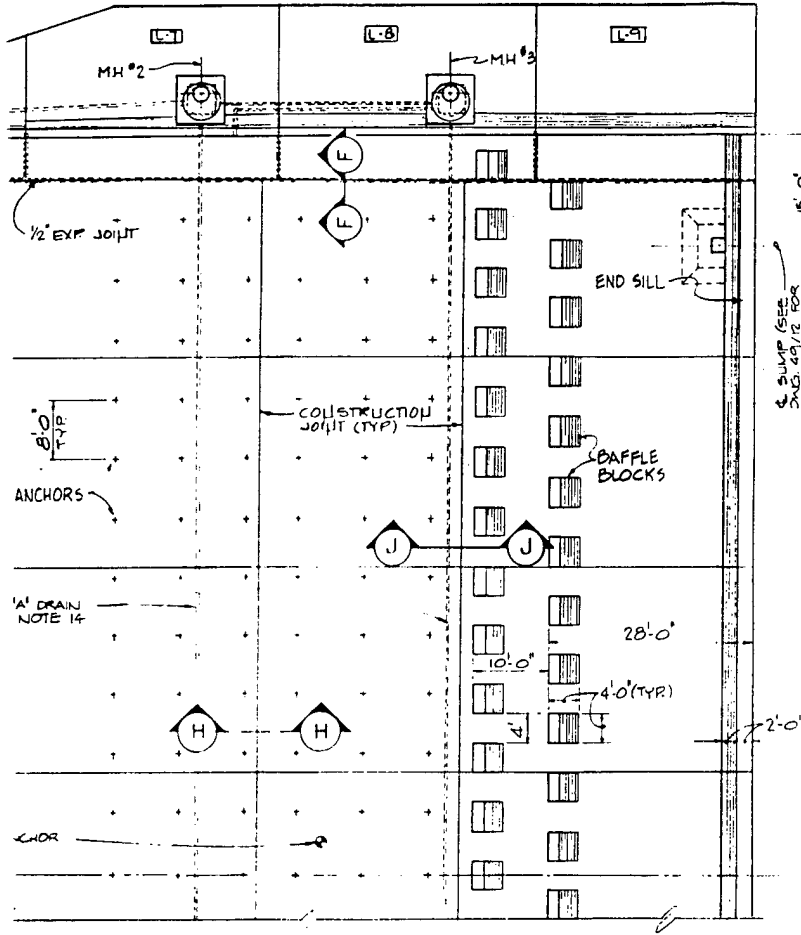 L-7
L-8
L-9
MH #2
MH #3
F
F
1/2" EXP. JOINT
15'-0"
END SILL
℄ SUMP (SEE
DWG. 49/12 FOR
CONSTRUCTION
JOINT (TYP)
8'-0"
TYP.
BAFFLE
BLOCKS
ANCHORS
J
J
'A' DRAIN
NOTE 14
28'-0"
10'-0"
4'-0" (TYP.)
4'
H
H
2'-0"
CHOR